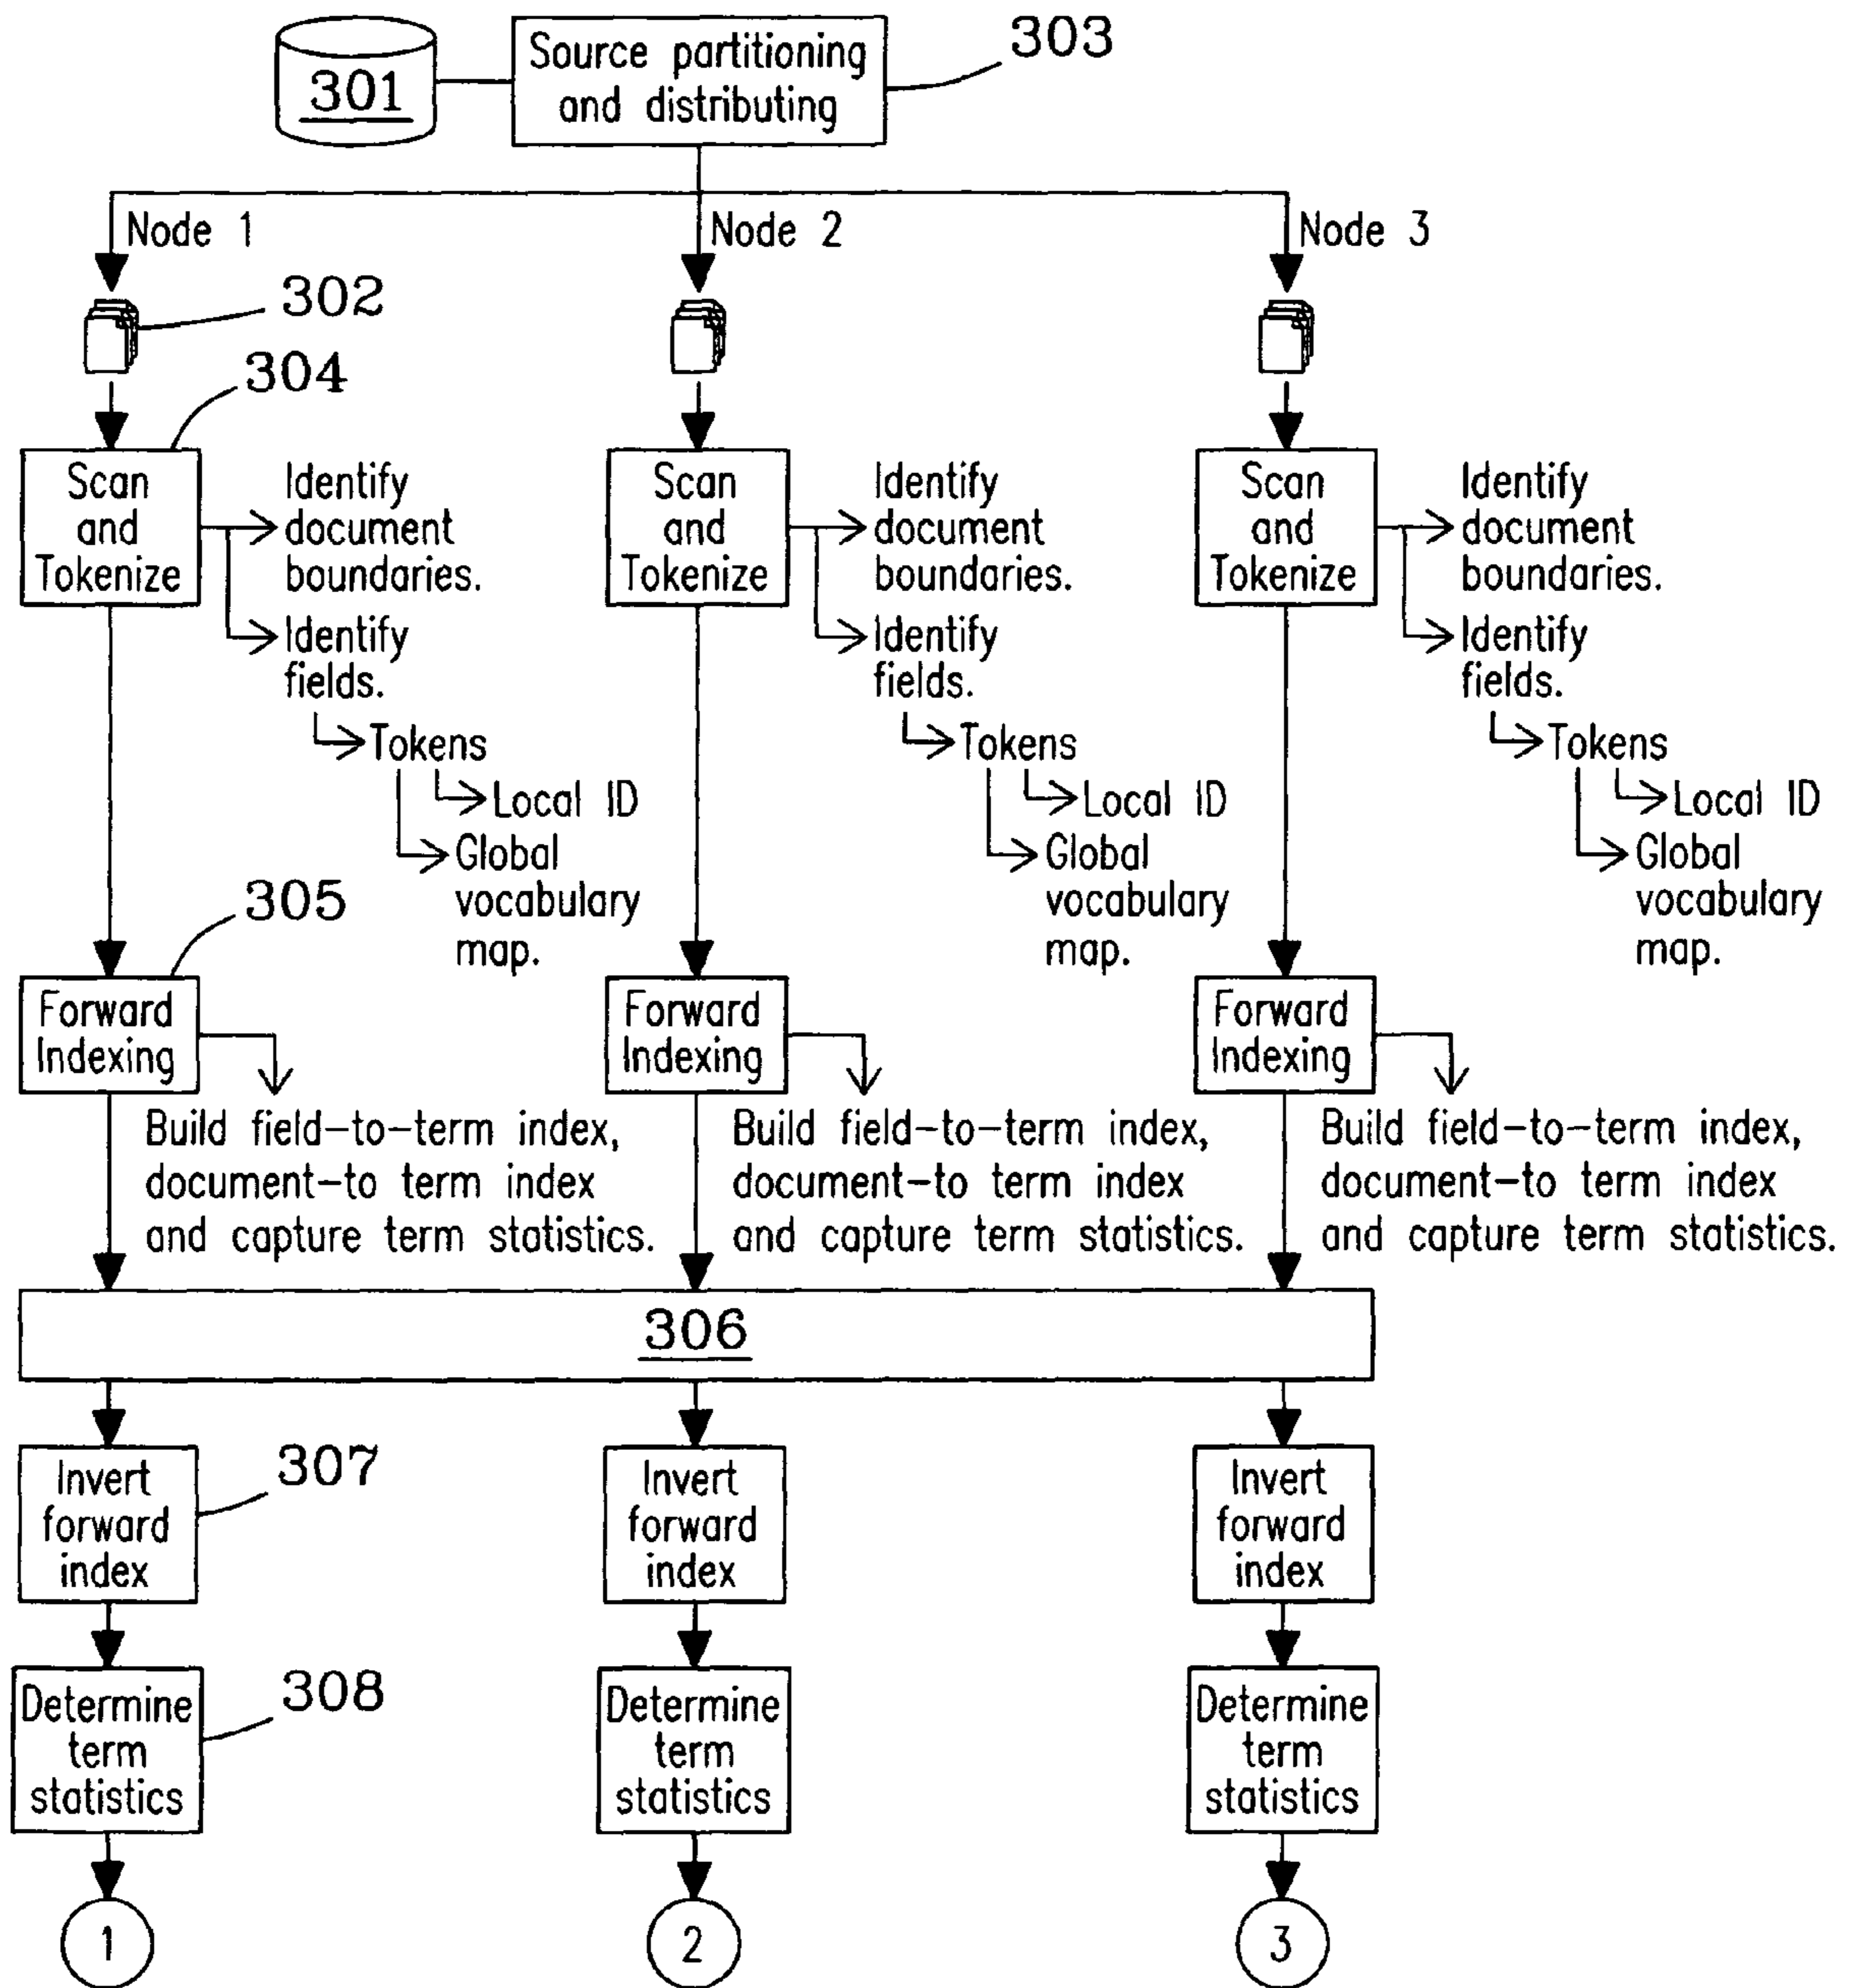 301
Source partitioning
and distributing
303
Node 1
Node 2
Node 3
302
304
Scan
and
Tokenize
Identify
document
boundaries.
Identify
fields.
Tokens
Local ID
Global
vocabulary
map.
Scan
and
Tokenize
Identify
document
boundaries.
Identify
fields.
Tokens
Local ID
Global
vocabulary
map.
Scan
and
Tokenize
Identify
document
boundaries.
Identify
fields.
Tokens
Local ID
Global
vocabulary
map.
305
Forward
Indexing
Build field-to-term index,
document-to term index
and capture term statistics.
Forward
Indexing
Build field-to-term index,
document-to term index
and capture term statistics.
Forward
Indexing
Build field-to-term index,
document-to term index
and capture term statistics.
306
Invert
forward
index
307
Invert
forward
index
Invert
forward
index
Determine
term
statistics
308
Determine
term
statistics
Determine
term
statistics
1
2
3